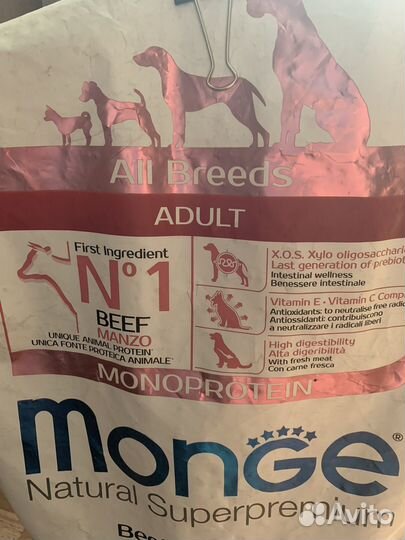 All Breeds
ADULT
First Ingredient
N°1
BEEF
MANZO
UNIQUE ANIMAL PROTEIN
UNICA FONTE PROTEICA ANIMALE
X.O.S. Xylo oligosaccharid
Last generation of prebiot
Intestinal wellness
Benessere intestinale
Vitamin E - Vitamin C Comp
Antioxidants: to neutralise free radic
Antiossidanti: contribuiscono
a neutralizzare i radicali liberi
High digestibility
Alta digeribilità
With fresh meat
Con carne fresca
MONOPROTEIN
MonGe®
Natural Superpremium
Avito